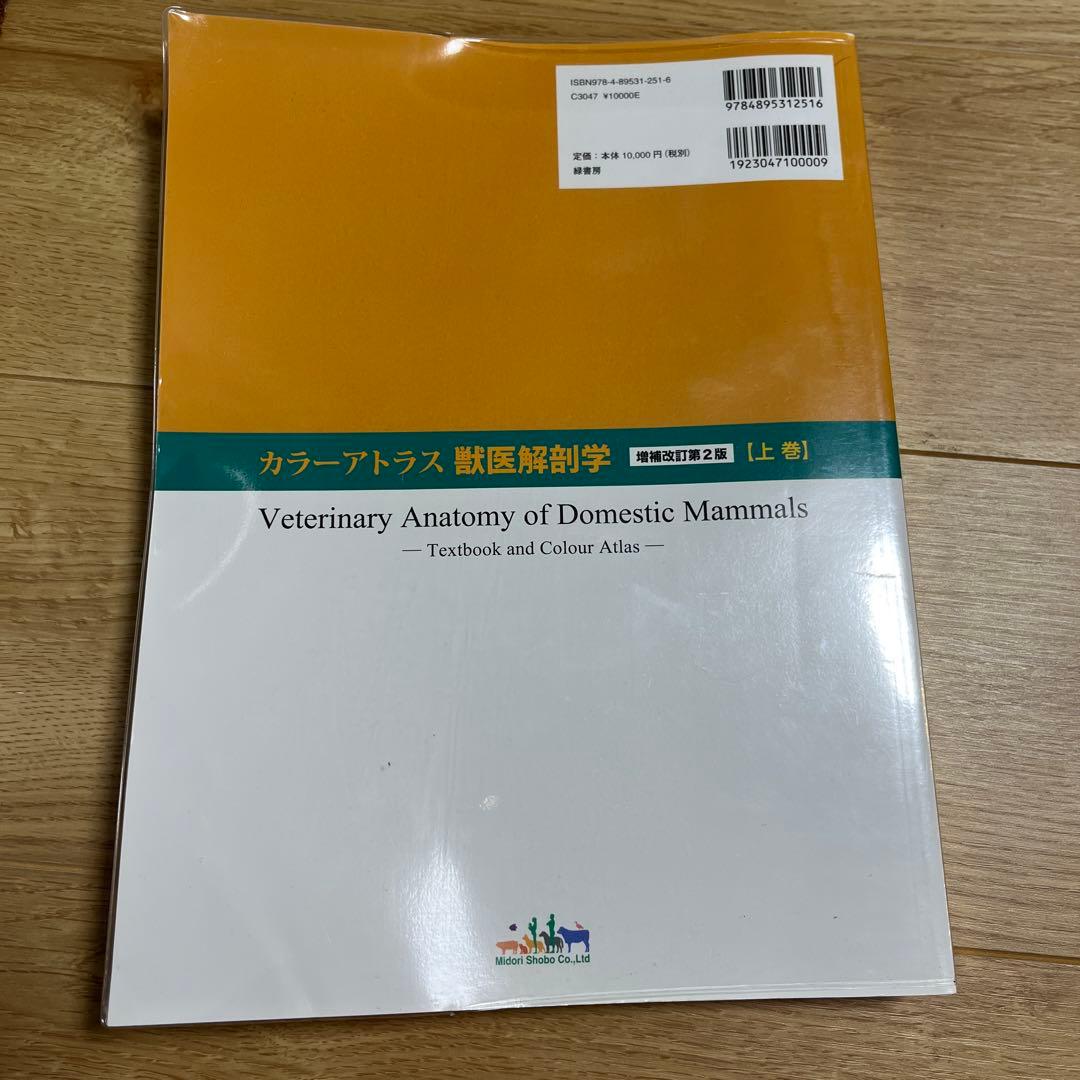 ISBN978-4-89531-251-6
C3047 ¥10000E
9784895312516
定価：本体 10,000 円（税別）
緑書房
1923047100009
カラーアトラス 獣医解剖学 増補改訂第2版 【上 巻】
Veterinary Anatomy of Domestic Mammals
— Textbook and Colour Atlas —
Midori Shobo Co.,Ltd